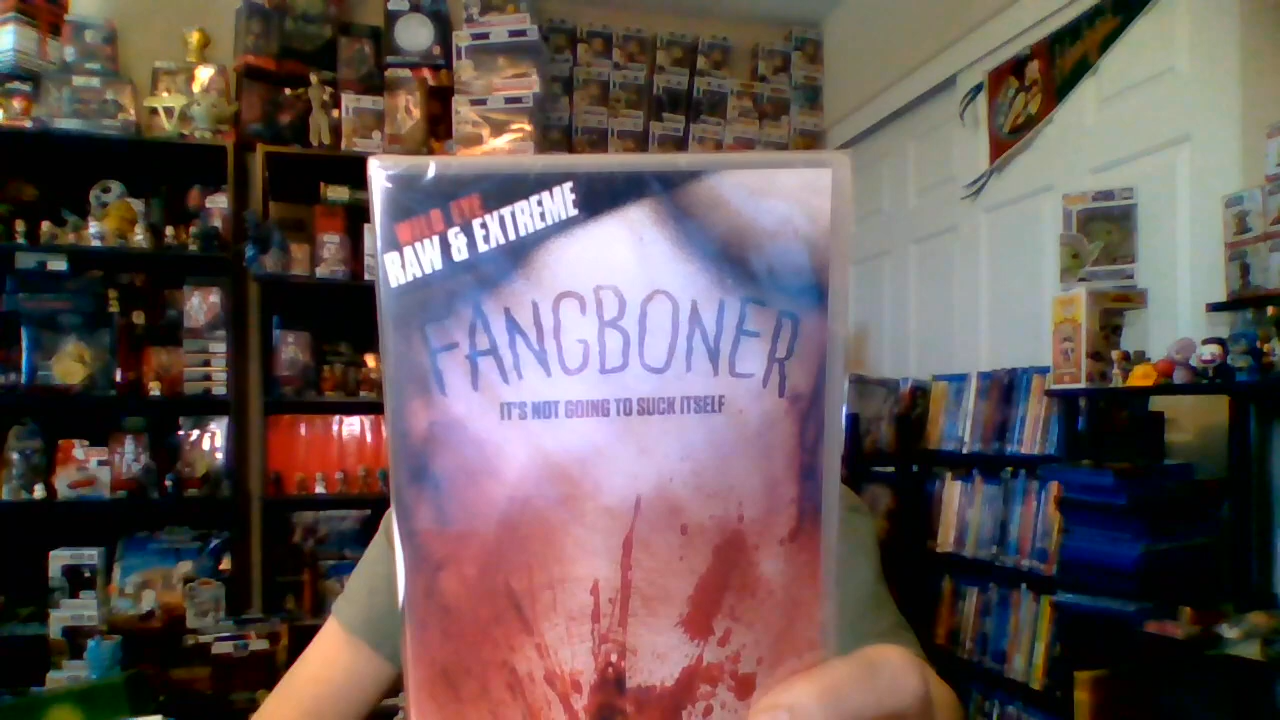 WILD EYE
RAW & EXTREME
FANGBONER
IT'S NOT GOING TO SUCK ITSELF